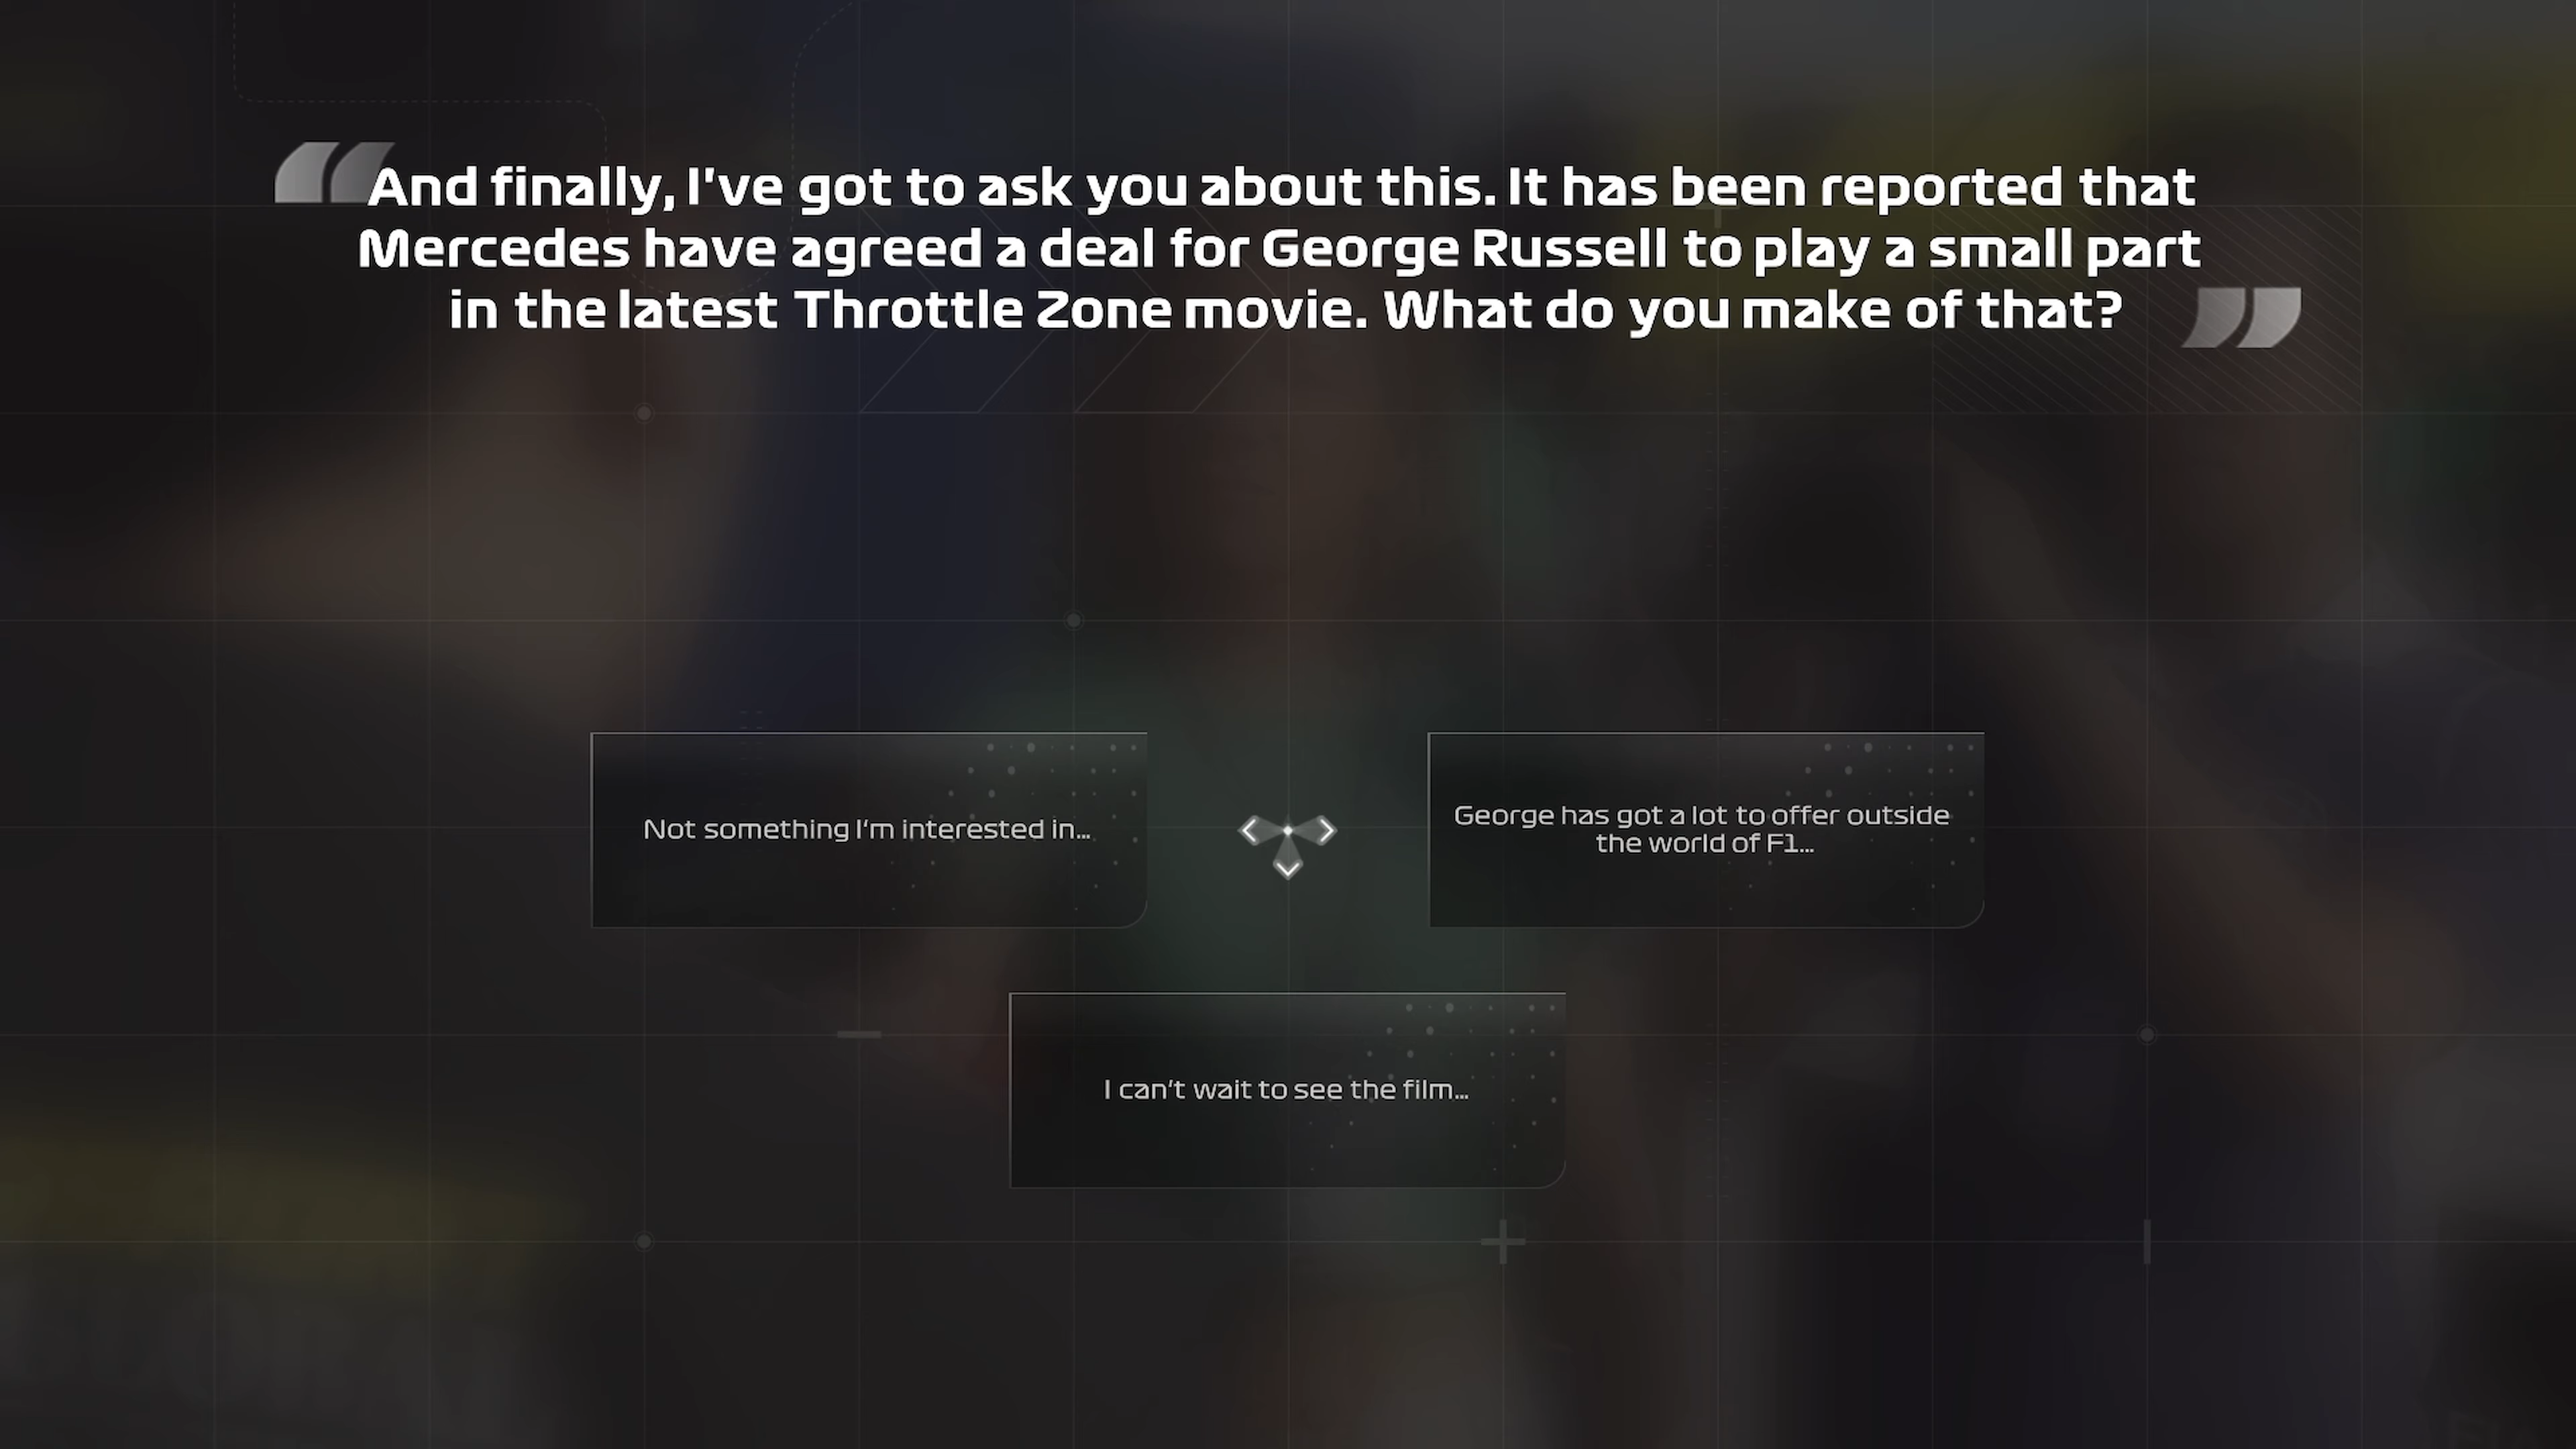 And finally, I've got to ask you about this. It has been reported that
Mercedes have agreed a deal for George Russell to play a small part
in the latest Throttle Zone movie. What do you make of that?
Not something I'm interested in...
George has got a lot to offer outside
the world of F1...
I can't wait to see the film...